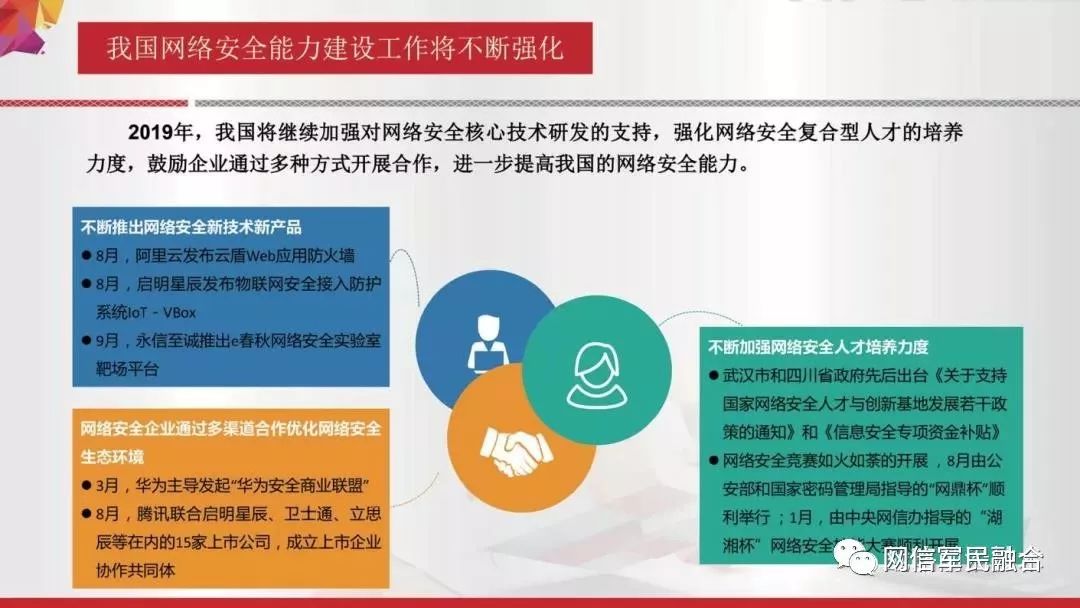 我国网络安全能力建设工作将不断强化
2019年，我国将继续加强对网络安全核心技术研发的支持，强化网络安全复合型人才的培养
力度，鼓励企业通过多种方式开展合作，进一步提高我国的网络安全能力。
不断推出网络安全新技术新产品
●8月，阿里云发布云盾Web应用防火墙
●8月，启明星辰发布物联网安全接入防护
系统IoT－VBox
●9月，永信至诚推出e春秋网络安全实验室
靶场平台
网络安全企业通过多渠道合作优化网络安全
生态环境
●3月，华为主导发起“华为安全商业联盟”
●8月，腾讯联合启明星辰、卫士通、立思
辰等在内的15家上市公司，成立上市企业
协作共同体
不断加强网络安全人才培养力度
●武汉市和四川省政府先后出台《关于支持
国家网络安全人才与创新基地发展若干政
策的通知》和《信息安全专项资金补贴》
●网络安全竞赛如火如荼的开展，8月由公
安部和国家密码管理局指导的“网鼎杯”顺
利举行；1月，由中央网信办指导的“湖
湘杯”网络安全技能大赛顺利开展
网信军民融合